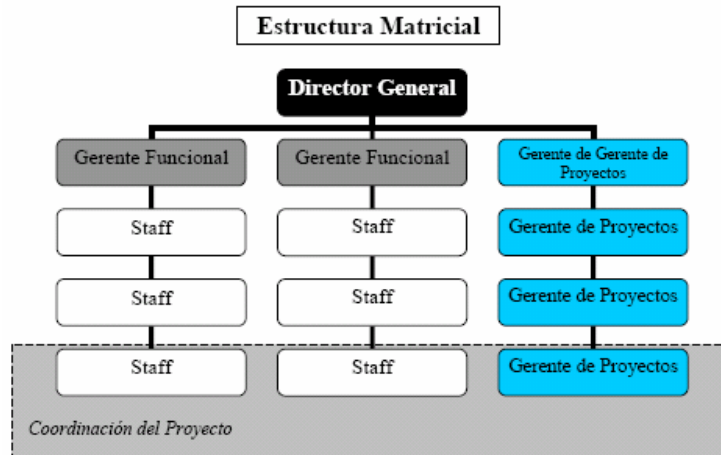 Estructura Matricial
Director General
Gerente Funcional
Gerente Funcional
Gerente de Gerente de
Proyectos
Staff
Staff
Gerente de Proyectos
Staff
Staff
Gerente de Proyectos
Staff
Staff
Gerente de Proyectos
Coordinación del Proyecto